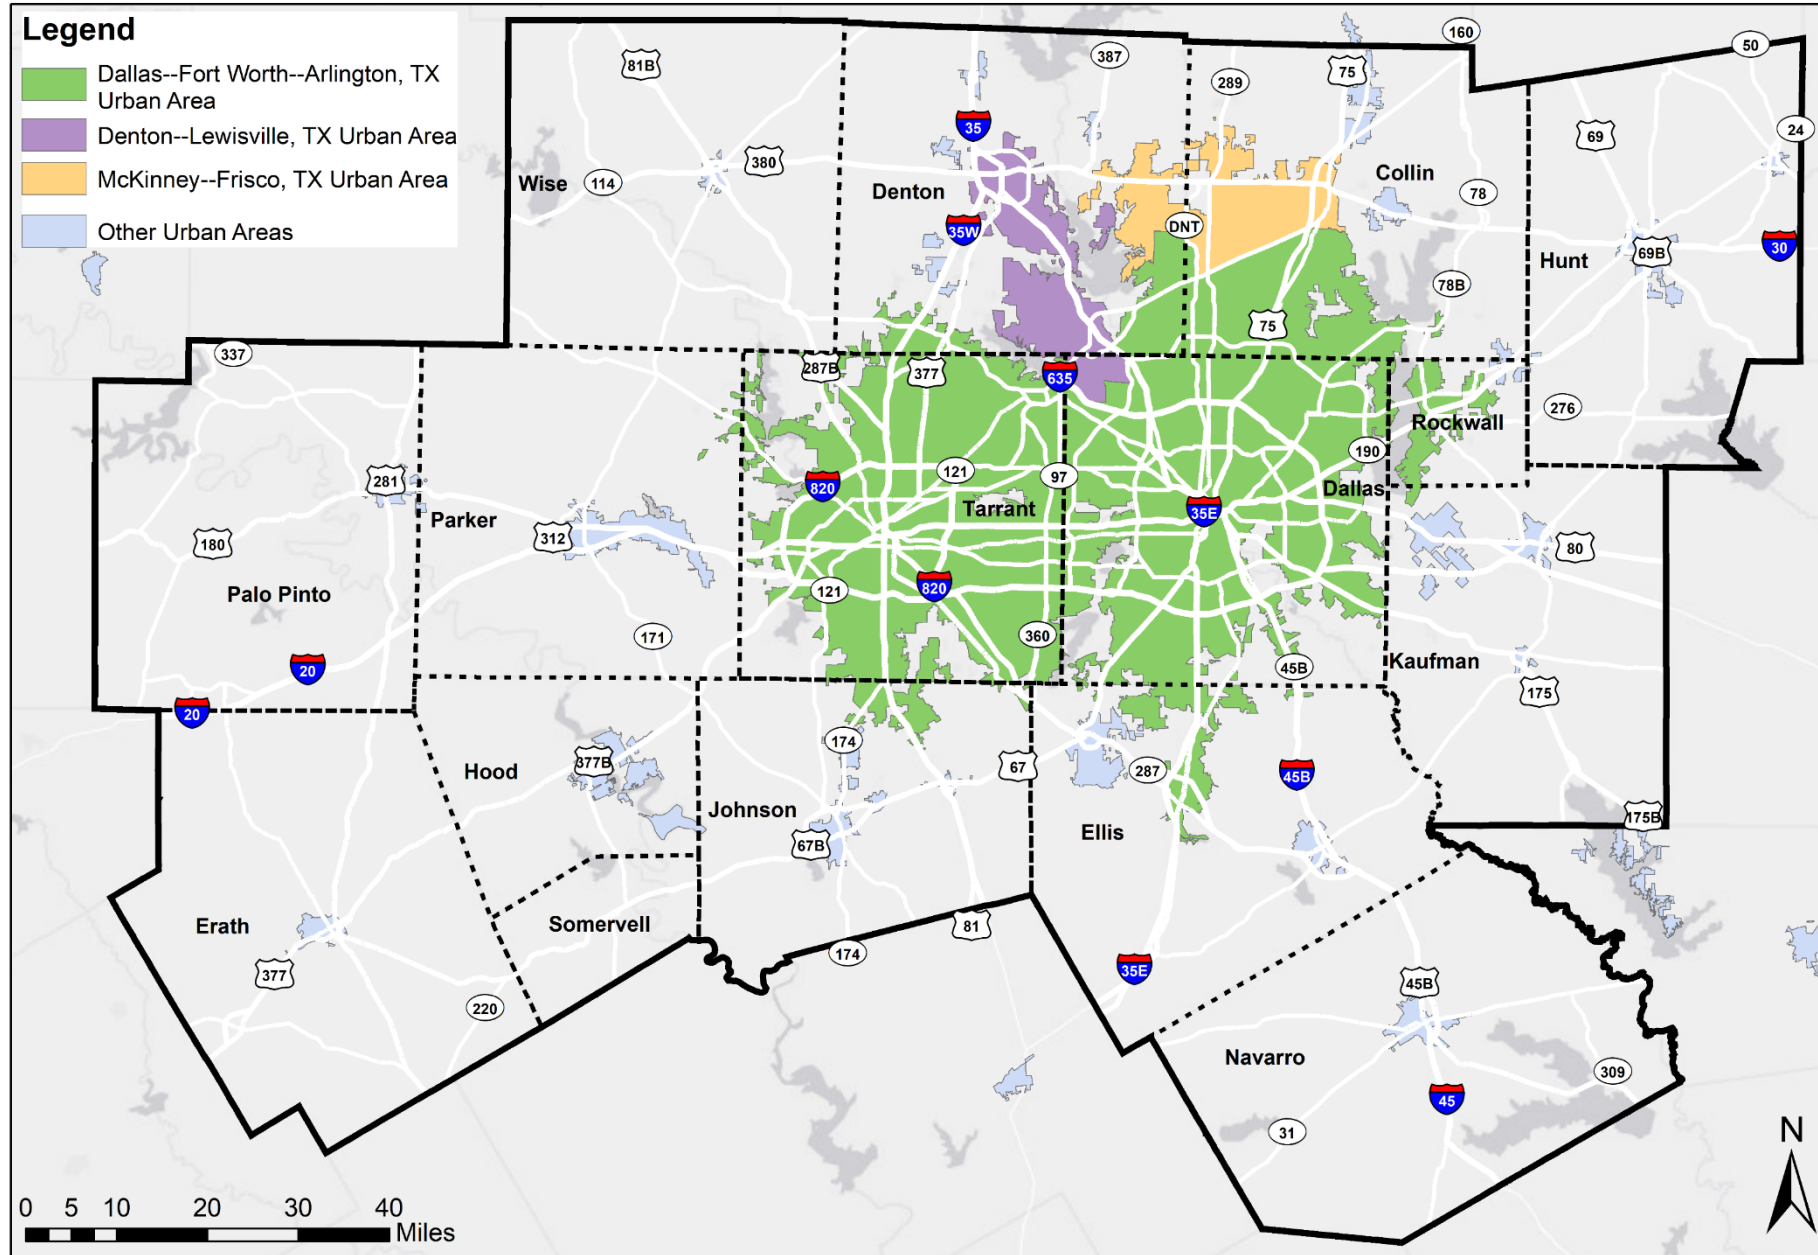 Legend
Dallas--Fort Worth--Arlington, TX
Urban Area
Denton--Lewisville, TX Urban Area
McKinney--Frisco, TX Urban Area
Other Urban Areas
160
50
81B
387
75
289
35
24
69
380
114
Wise
Denton
Collin
78
35W
DNT
30
69B
Hunt
78B
75
337
287B
377
635
276
Rockwall
190
121
97
281
820
Dallas
Tarrant
35E
Parker
312
180
80
820
121
Palo Pinto
360
171
45B
Kaufman
20
175
20
174
377B
67
287
45B
Hood
Johnson
Ellis
175B
67B
Erath
Somervell
81
174
377
35E
45B
220
Navarro
309
45
31
N
0 5 10 20 30 40
Miles